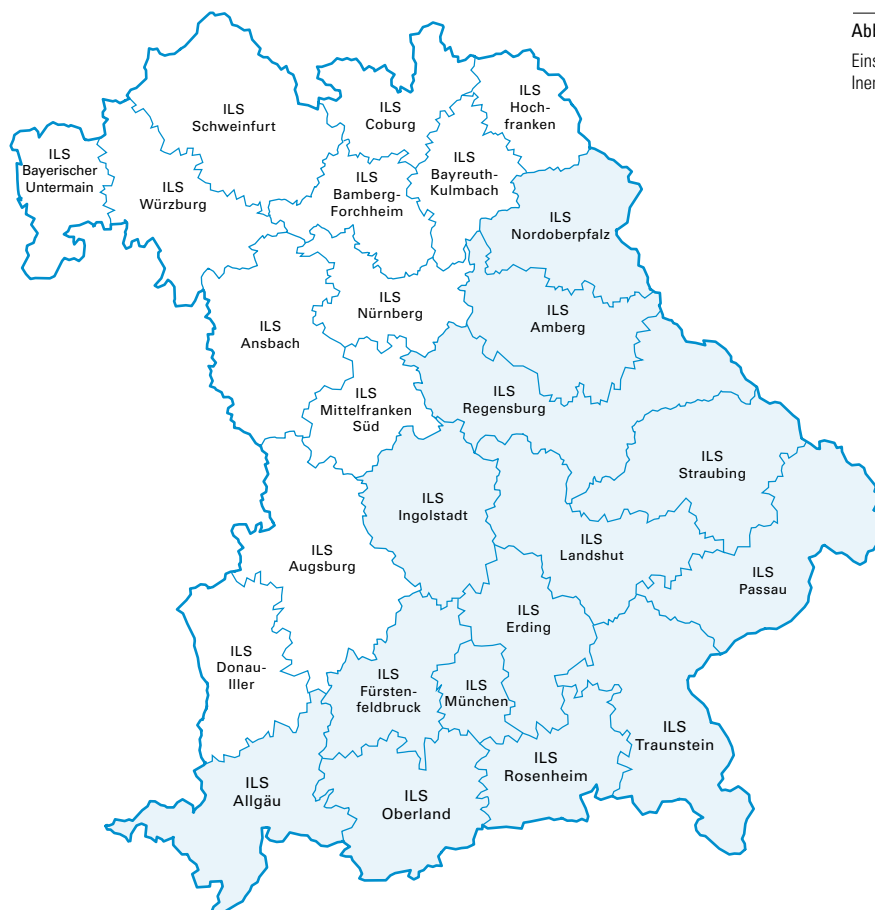 Abl
Eins
Iner
ILS
Schweinfurt
ILS
Coburg
ILS
Hoch-
franken
ILS
Bayerischer
Untermain
ILS
Würzburg
ILS
Bamberg-
Forchheim
ILS
Bayreuth-
Kulmbach
ILS
Nordoberpfalz
ILS
Ansbach
ILS
Nürnberg
ILS
Amberg
ILS
Mittelfranken
Süd
ILS
Regensburg
ILS
Straubing
ILS
Ingolstadt
ILS
Landshut
ILS
Passau
ILS
Augsburg
ILS
Erding
ILS
Donau-
Iller
ILS
Fürsten-
feldbruck
ILS
München
ILS
Traunstein
ILS
Rosenheim
ILS
Allgäu
ILS
Oberland